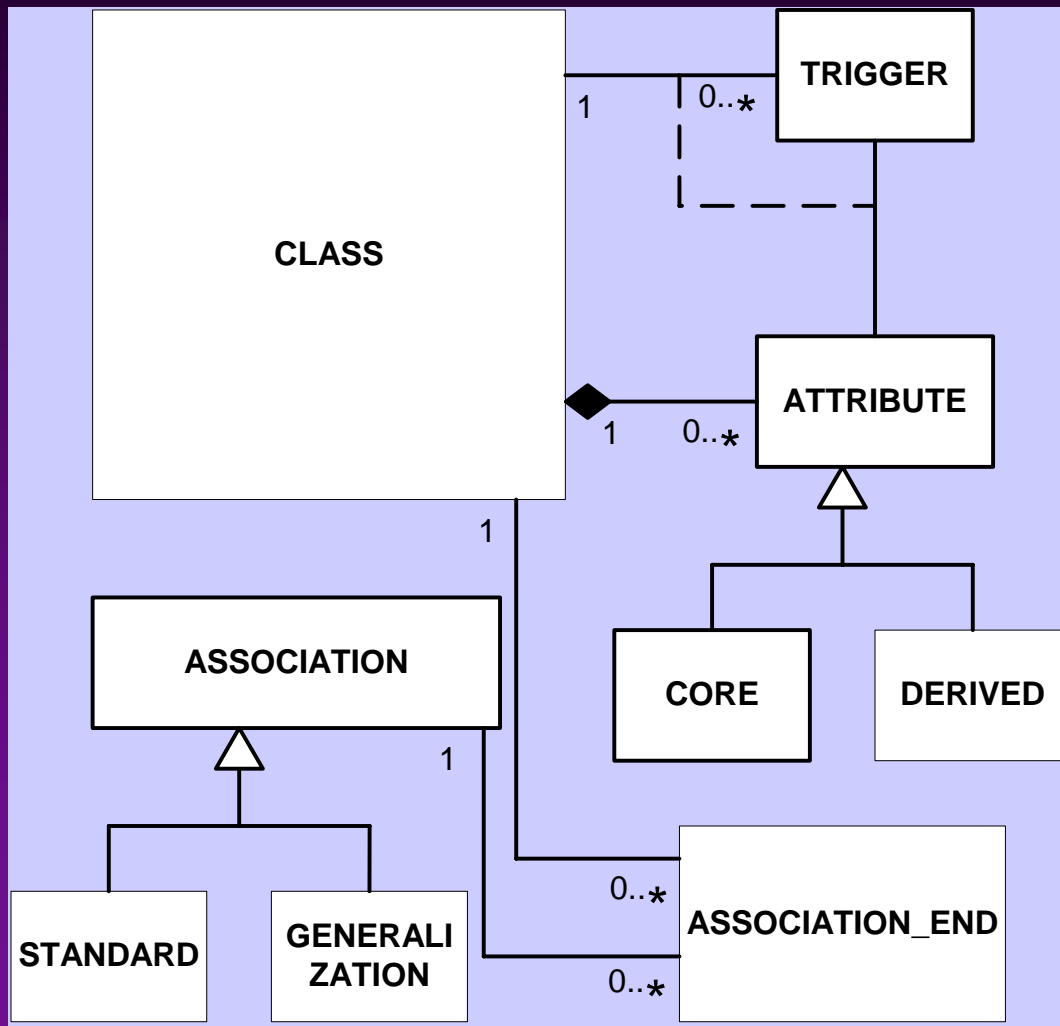 TRIGGER
1
0..*
CLASS
ATTRIBUTE
1
0..*
1
ASSOCIATION
CORE
DERIVED
1
0..*
ASSOCIATION_END
STANDARD
GENERALI
ZATION
0..*